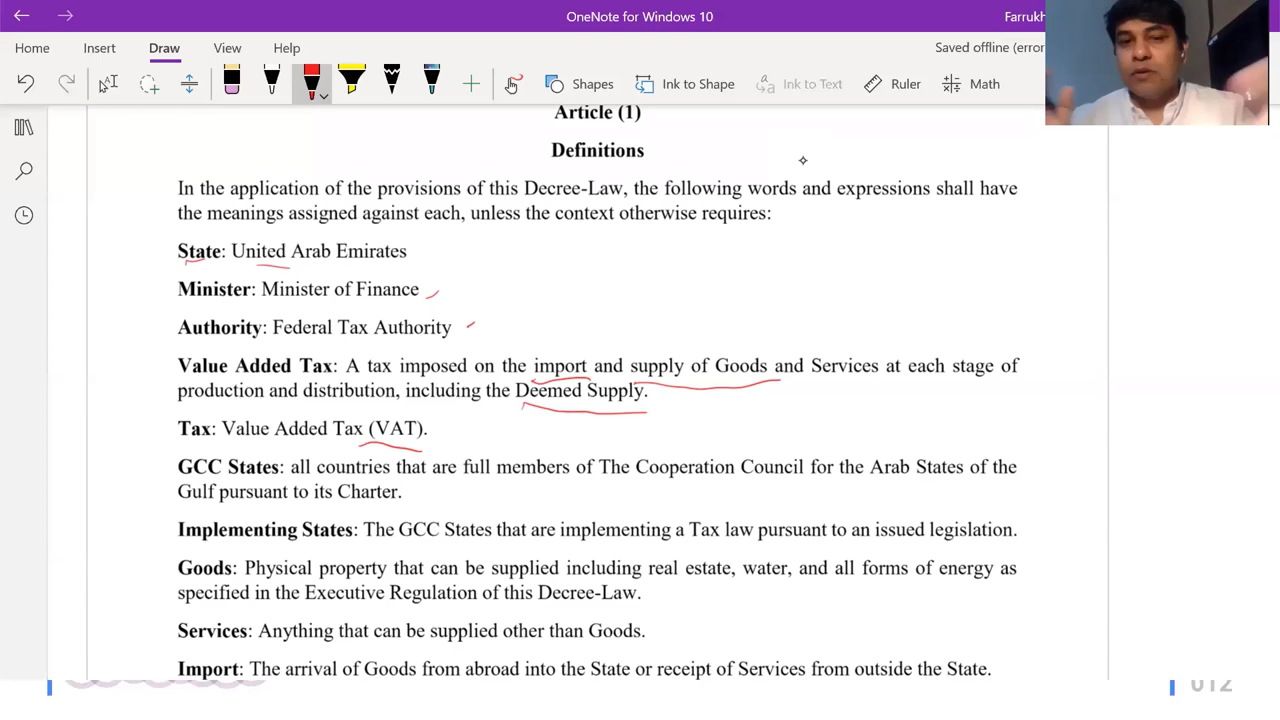 OneNote for Windows 10
Farrukh
Home Insert Draw View Help
Saved offline (error
Shapes Ink to Shape Ink to Text Ruler Math
Article (1)
Definitions
In the application of the provisions of this Decree-Law, the following words and expressions shall have
the meanings assigned against each, unless the context otherwise requires:
State: United Arab Emirates
Minister: Minister of Finance
Authority: Federal Tax Authority
Value Added Tax: A tax imposed on the import and supply of Goods and Services at each stage of
production and distribution, including the Deemed Supply.
Tax: Value Added Tax (VAT).
GCC States: all countries that are full members of The Cooperation Council for the Arab States of the
Gulf pursuant to its Charter.
Implementing States: The GCC States that are implementing a Tax law pursuant to an issued legislation.
Goods: Physical property that can be supplied including real estate, water, and all forms of energy as
specified in the Executive Regulation of this Decree-Law.
Services: Anything that can be supplied other than Goods.
Import: The arrival of Goods from abroad into the State or receipt of Services from outside the State.
012